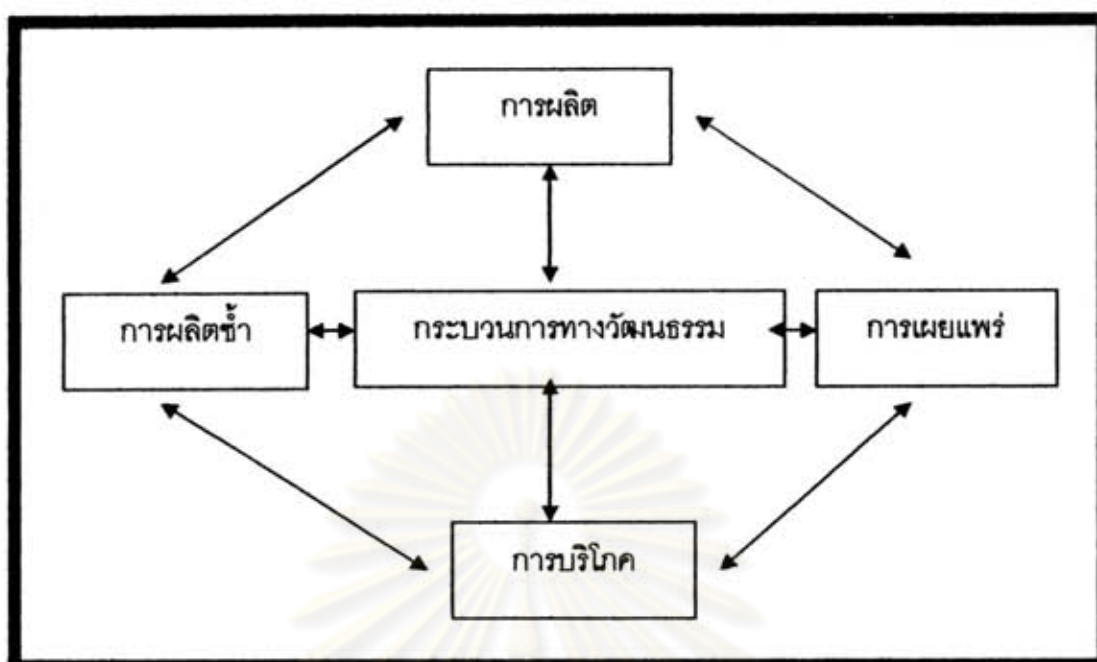 การผลิต
การผลิตซ้ำ
กระบวนการทางวัฒนธรรม
การเผยแพร่
การบริโภค